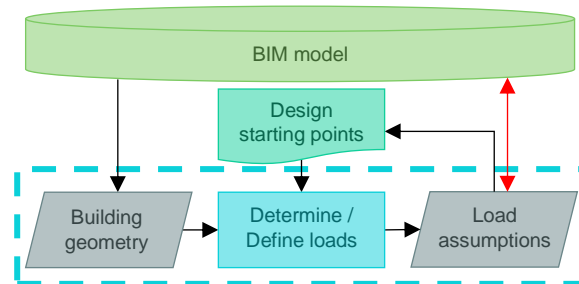 BIM model
Design
starting points
Building
geometry
Determine /
Define loads
Load
assumptions